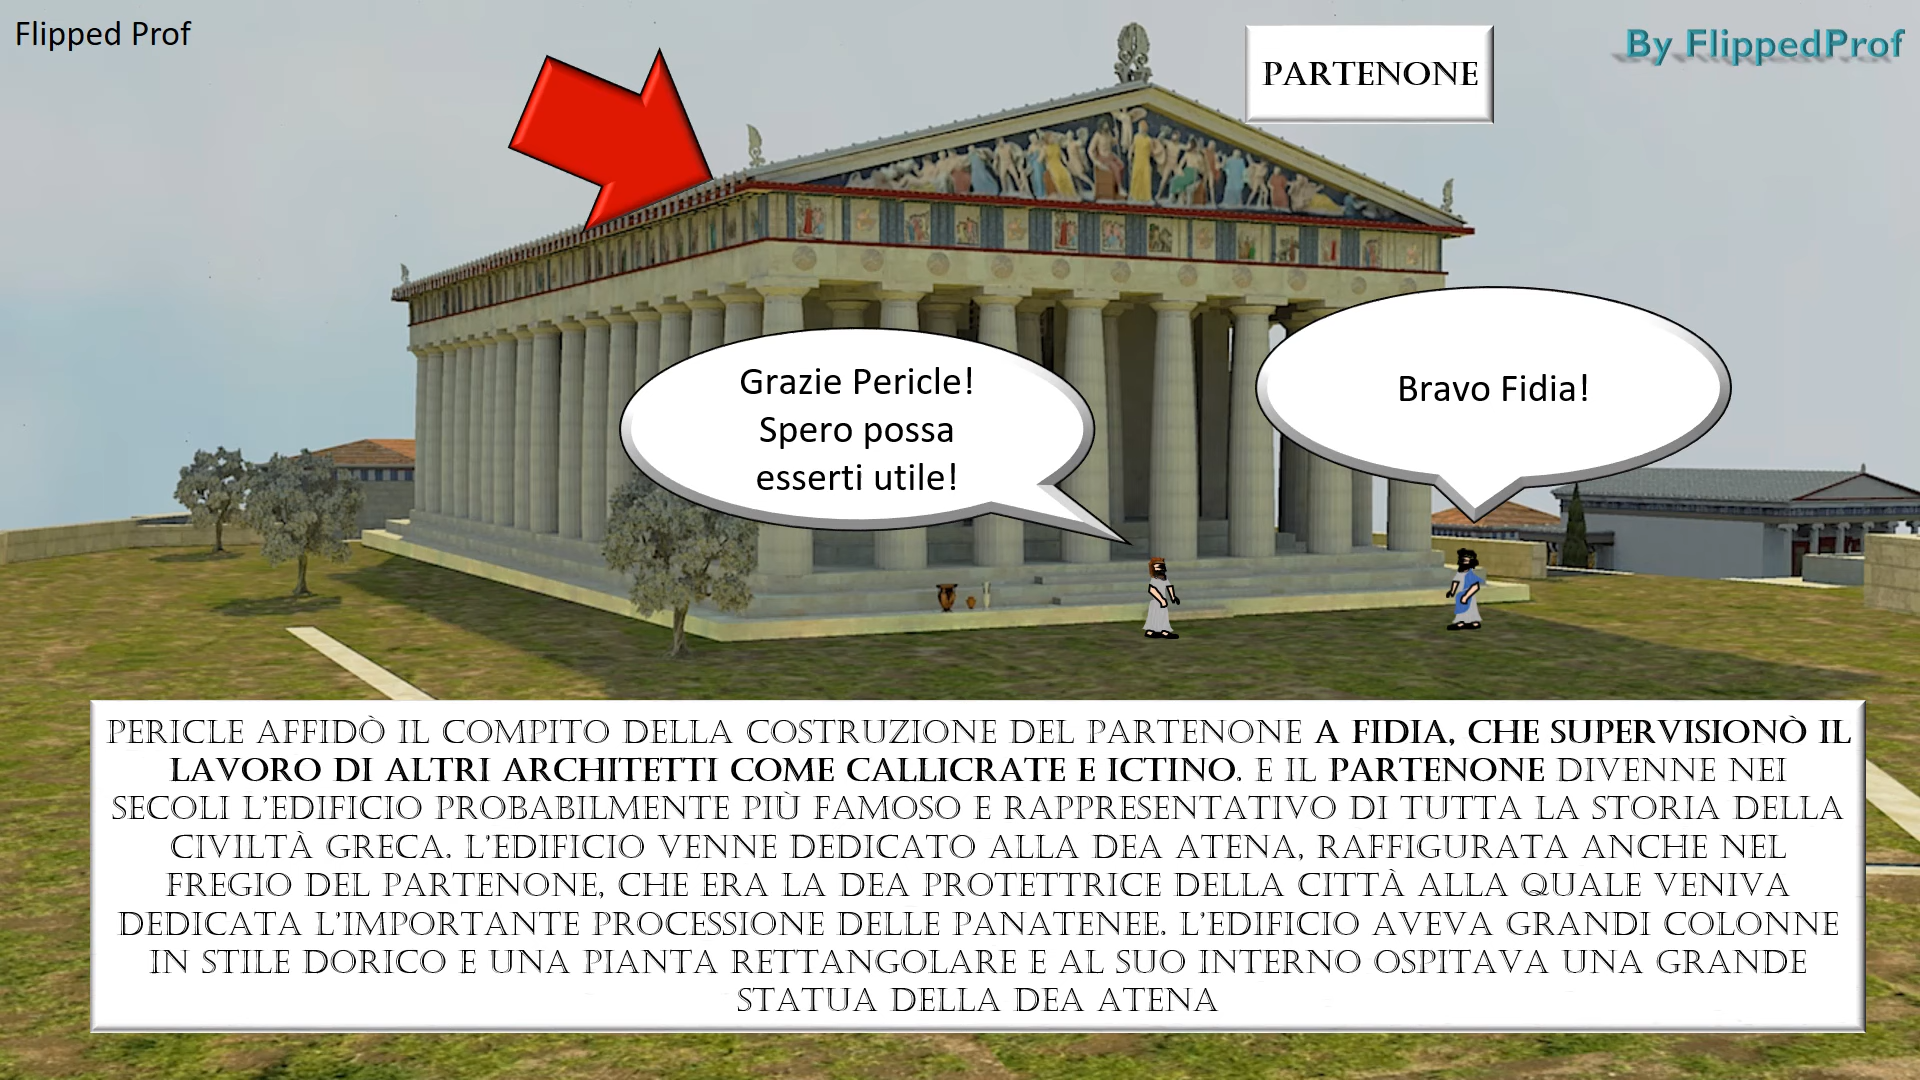 Flipped Prof
By FlippedProf
PARTENONE
Grazie Pericle!
Spero possa
esserti utile!
Bravo Fidia!
PERICLE AFFIDÒ IL COMPITO DELLA COSTRUZIONE DEL PARTENONE A FIDIA, CHE SUPERVISIONÒ IL
LAVORO DI ALTRI ARCHITETTI COME CALLICRATE E ICTINO. E IL PARTENONE DIVENNE NEI
SECOLI L'EDIFICIO PROBABILMENTE PIÙ FAMOSO E RAPPRESENTATIVO DI TUTTA LA STORIA DELLA
CIVILTÀ GRECA. L'EDIFICIO VENNE DEDICATO ALLA DEA ATENA, RAFFIGURATA ANCHE NEL
FREGIO DEL PARTENONE, CHE ERA LA DEA PROTETTRICE DELLA CITTÀ ALLA QUALE VENIVA
DEDICATA L'IMPORTANTE PROCESSIONE DELLE PANATENEE. L'EDIFICIO AVEVA GRANDI COLONNE
IN STILE DORICO E UNA PIANTA RETTANGOLARE E AL SUO INTERNO OSPITAVA UNA GRANDE
STATUA DELLA DEA ATENA